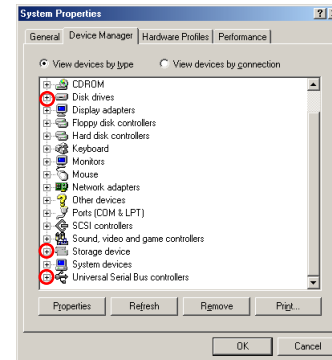 System Properties
General Device Manager Hardware Profiles Performance
View devices by type View devices by connection
CDROM
Disk drives
Display adapters
Floppy disk controllers
Hard disk controllers
Keyboard
Monitors
Mouse
Network adapters
Other devices
Ports (COM & LPT)
SCSI controllers
Sound, video and game controllers
Storage device
System devices
Universal Serial Bus controllers
Properties Refresh Remove Print...
OK Cancel